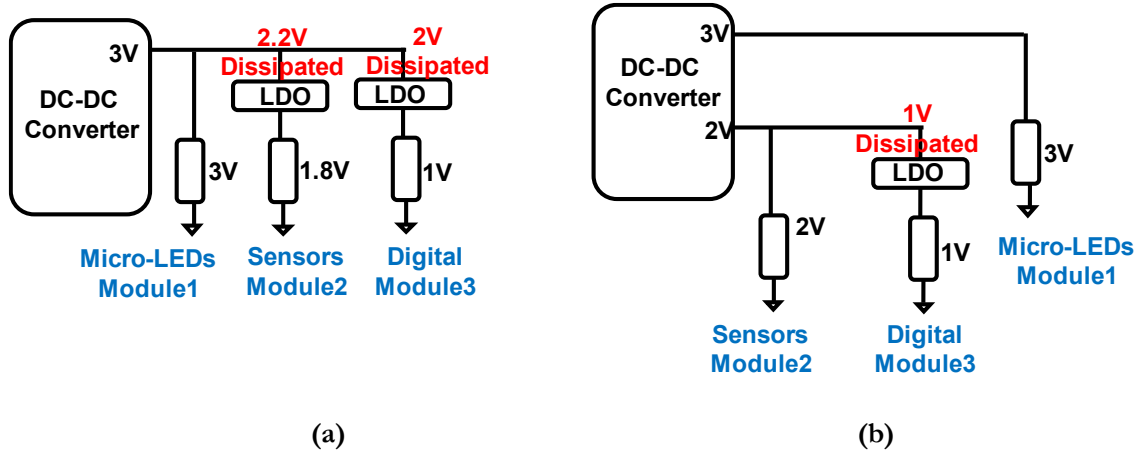 3V
DC-DC
Converter
2.2V
Dissipated
LDO
2V
Dissipated
LDO
3V
1.8V
1V
Micro-LEDs
Module1
Sensors
Module2
Digital
Module3
(a)
3V
DC-DC
Converter
2V
1V
Dissipated
LDO
3V
2V
1V
Micro-LEDs
Module1
Sensors
Module2
Digital
Module3
(b)